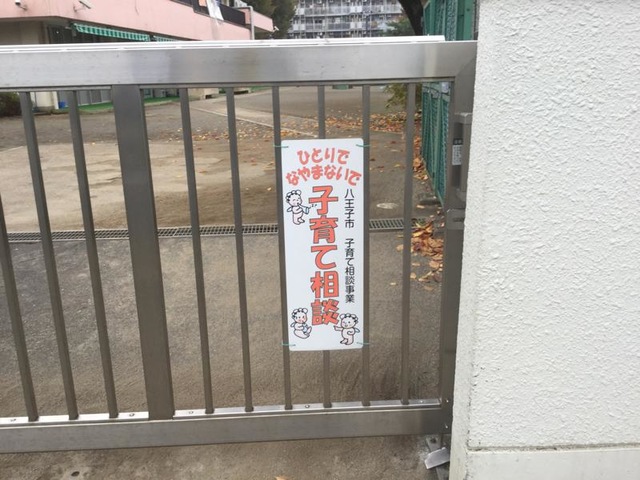 ひとりで
なやまないで
子育て相談
八王子市 子育て相談事業